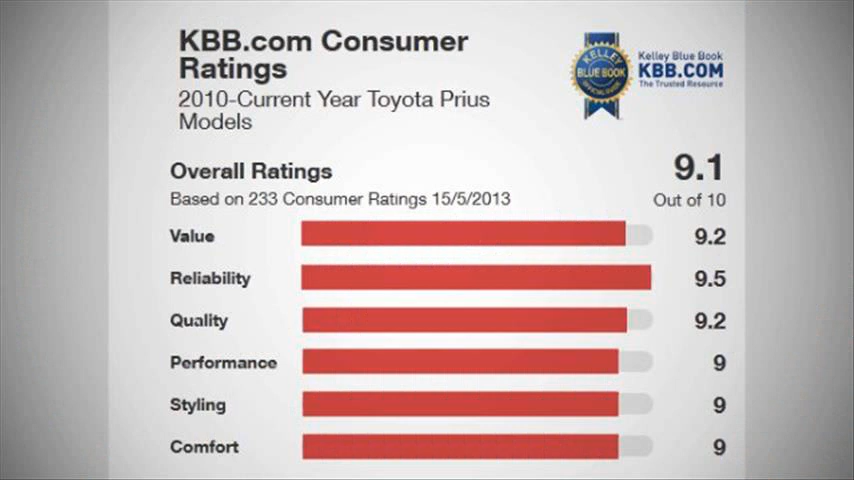 KBB.com Consumer
Ratings
2010-Current Year Toyota Prius
Models
KELLEY
BLUE BOOK
Kelley Blue Book
KBB.COM
The Trusted Resource
Overall Ratings
9.1
Based on 233 Consumer Ratings 15/5/2013
Out of 10
Value 9.2
Reliability 9.5
Quality 9.2
Performance 9
Styling 9
Comfort 9